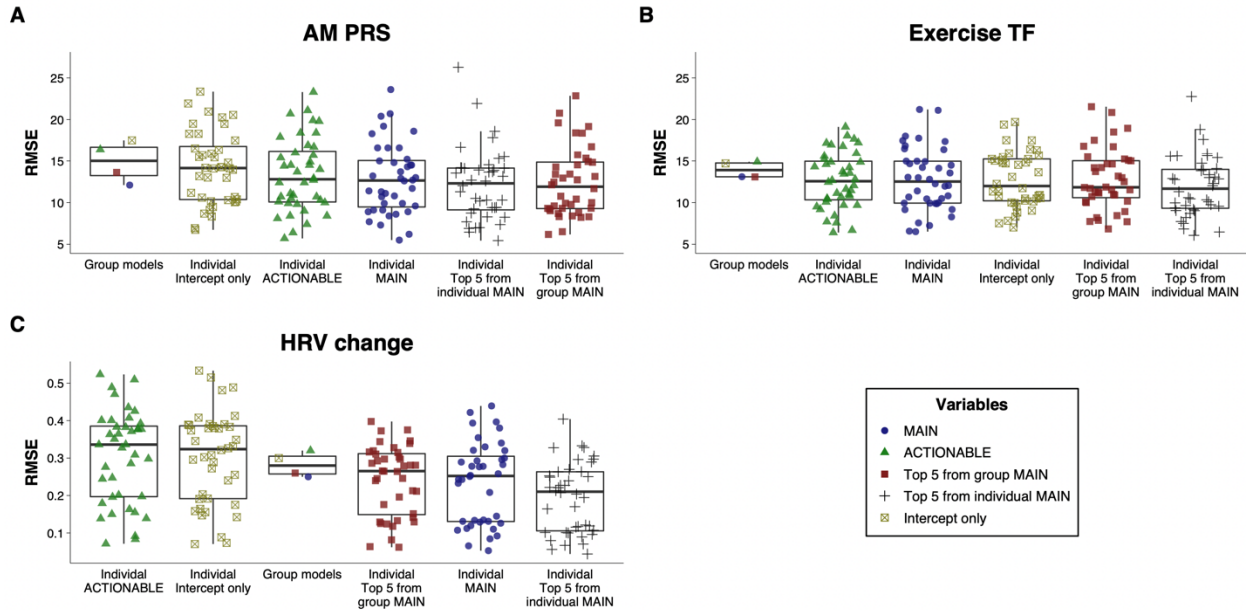 A
AM PRS
RMSE
25
20
15
10
5
Group models
Individal
Intercept only
Individal
ACTIONABLE
Individal
MAIN
Individal
Top 5 from
individual MAIN
Individal
Top 5 from
group MAIN
B
Exercise TF
RMSE
25
20
15
10
5
Group models
Individal
ACTIONABLE
Individal
MAIN
Individal
Intercept only
Individal
Top 5 from
group MAIN
Individal
Top 5 from
individual MAIN
C
HRV change
RMSE
0.5
0.4
0.3
0.2
0.1
Individal
ACTIONABLE
Individal
Intercept only
Group models
Individal
Top 5 from
group MAIN
Individal
MAIN
Individal
Top 5 from
individual MAIN
Variables
MAIN
ACTIONABLE
Top 5 from group MAIN
Top 5 from individual MAIN
Intercept only